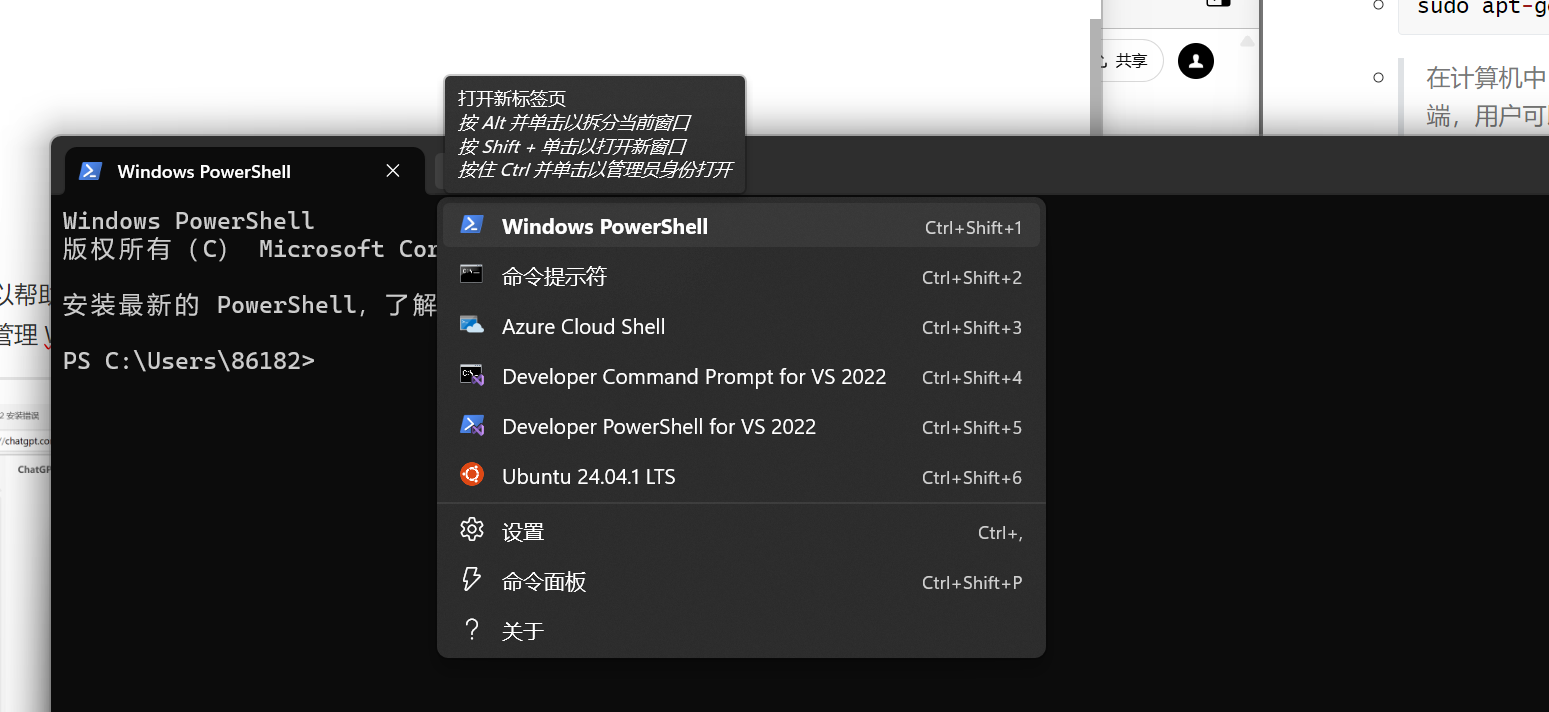 sudo apt-g
共享
在计算机中
端，用户可
打开新标签页
按 Alt 并单击以拆分当前窗口
按 Shift + 单击以打开新窗口
按住 Ctrl 并单击以管理员身份打开
Windows PowerShell
Windows PowerShell
版权所有（C） Microsoft Cor
安装最新的 PowerShell，了解
PS C:\Users\86182>
Windows PowerShell Ctrl+Shift+1
命令提示符 Ctrl+Shift+2
Azure Cloud Shell Ctrl+Shift+3
Developer Command Prompt for VS 2022 Ctrl+Shift+4
Developer PowerShell for VS 2022 Ctrl+Shift+5
Ubuntu 24.04.1 LTS Ctrl+Shift+6
设置 Ctrl+,
命令面板 Ctrl+Shift+P
关于
以帮助
管理
2 安装错误
//chatgpt.co
ChatGP